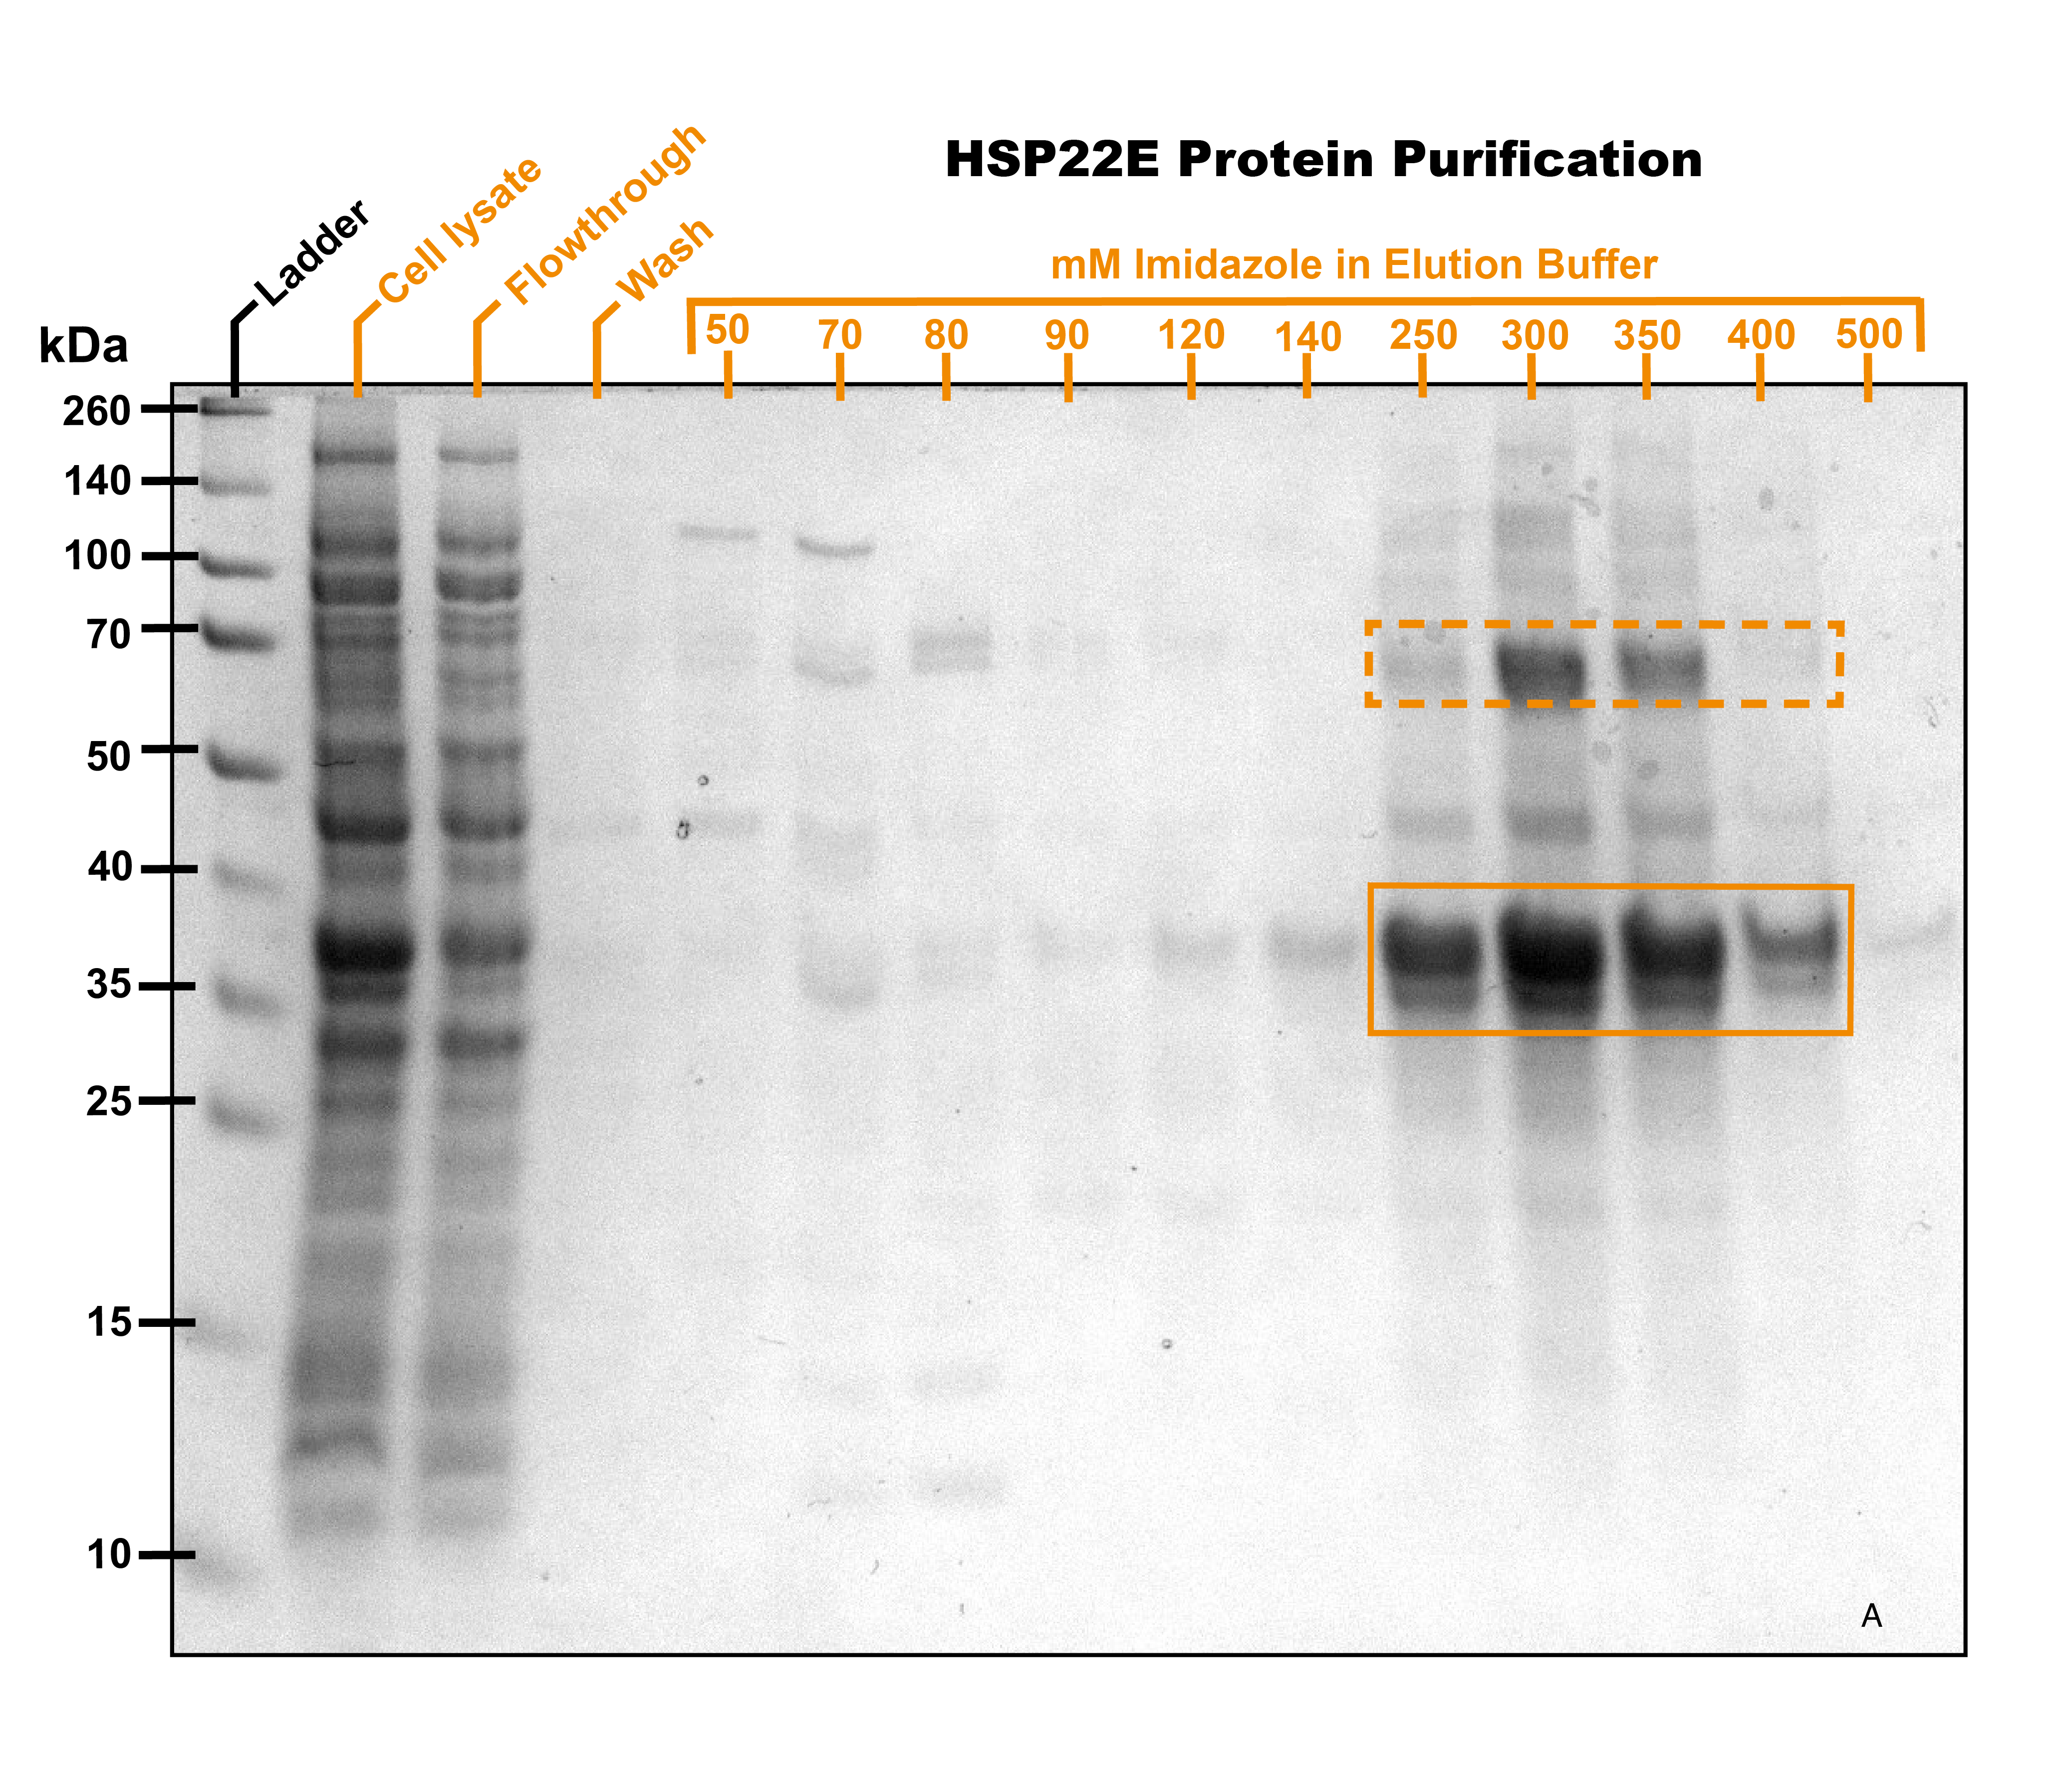 HSP22E Protein Purification
Ladder
Cell lysate
Flowthrough
Wash
mM Imidazole in Elution Buffer
50 70 80 90 120 140 250 300 350 400 500
kDa
260
140
100
70
50
40
35
25
15
10
A